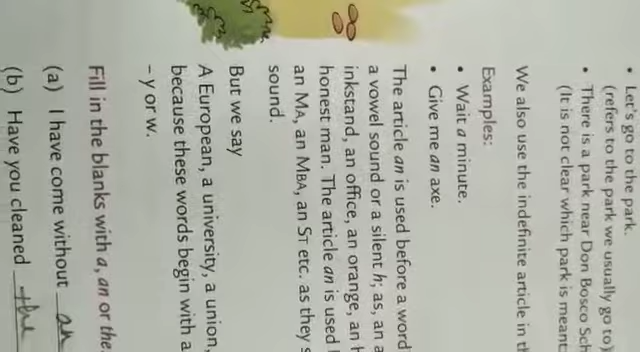 • Let's go to the park.
(refers to the park we usually go to)
• There is a park near Don Bosco Sch
(It is not clear which park is meant
We also use the indefinite article in
Examples:
• Wait a minute.
• Give me an axe.
The article an is used before a word
a vowel sound or a silent h; as, an
inkstand, an office, an orange, an
honest man. The article an is used
an MA, an MBA, an ST etc. as they
sound.
But we say
A European, a university, a union,
because these words begin with a
– y or w.
Fill in the blanks with a, an or the.
(a) I have come without an
(b) Have you cleaned the